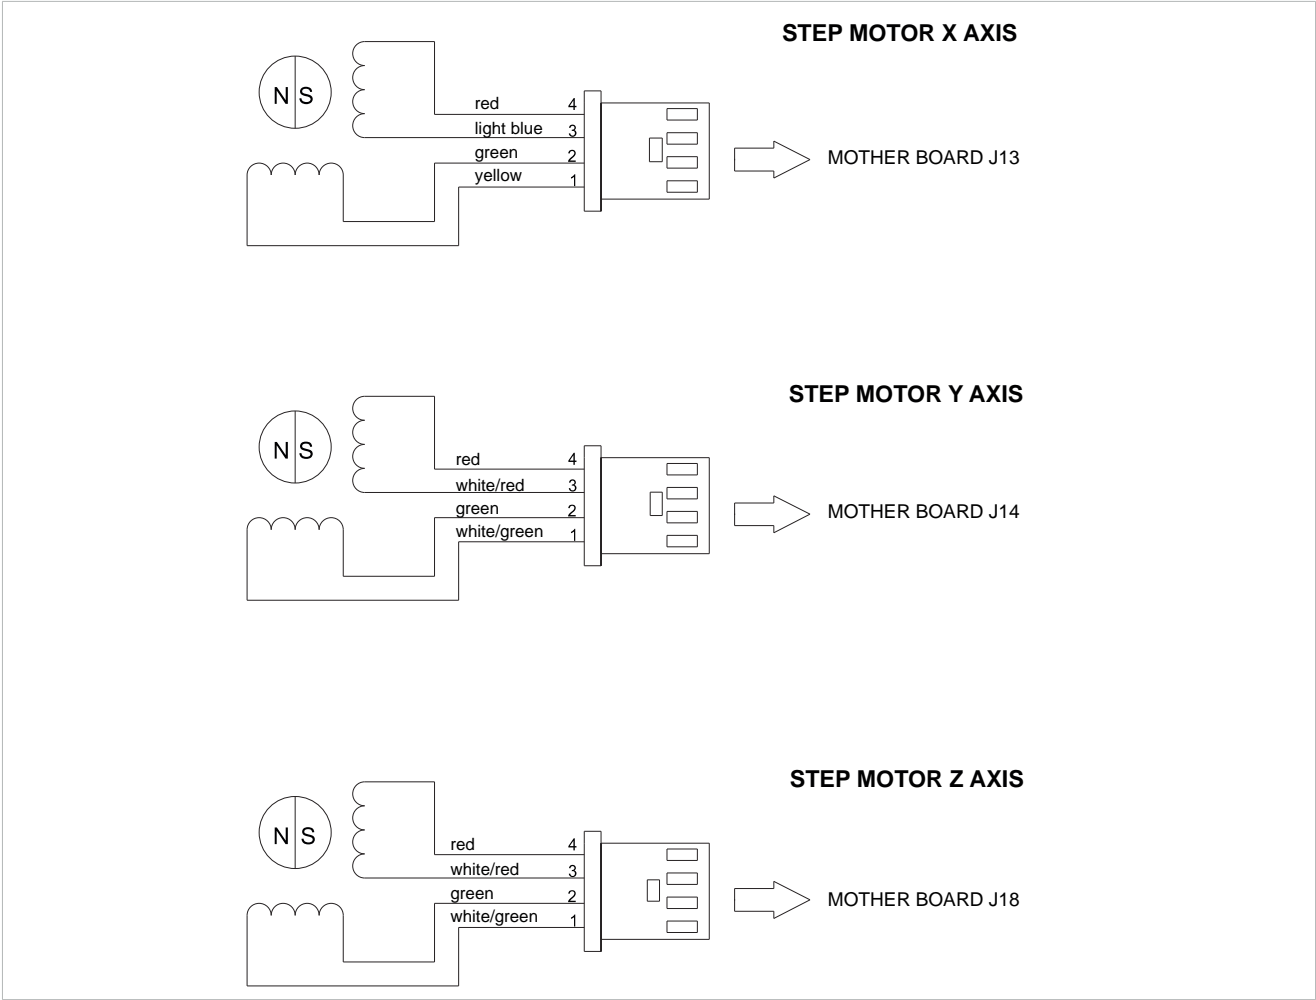 STEP MOTOR X AXIS
N S
red 4
light blue 3
green 2
yellow 1
MOTHER BOARD J13
STEP MOTOR Y AXIS
N S
red 4
white/red 3
green 2
white/green 1
MOTHER BOARD J14
STEP MOTOR Z AXIS
N S
red 4
white/red 3
green 2
white/green 1
MOTHER BOARD J18